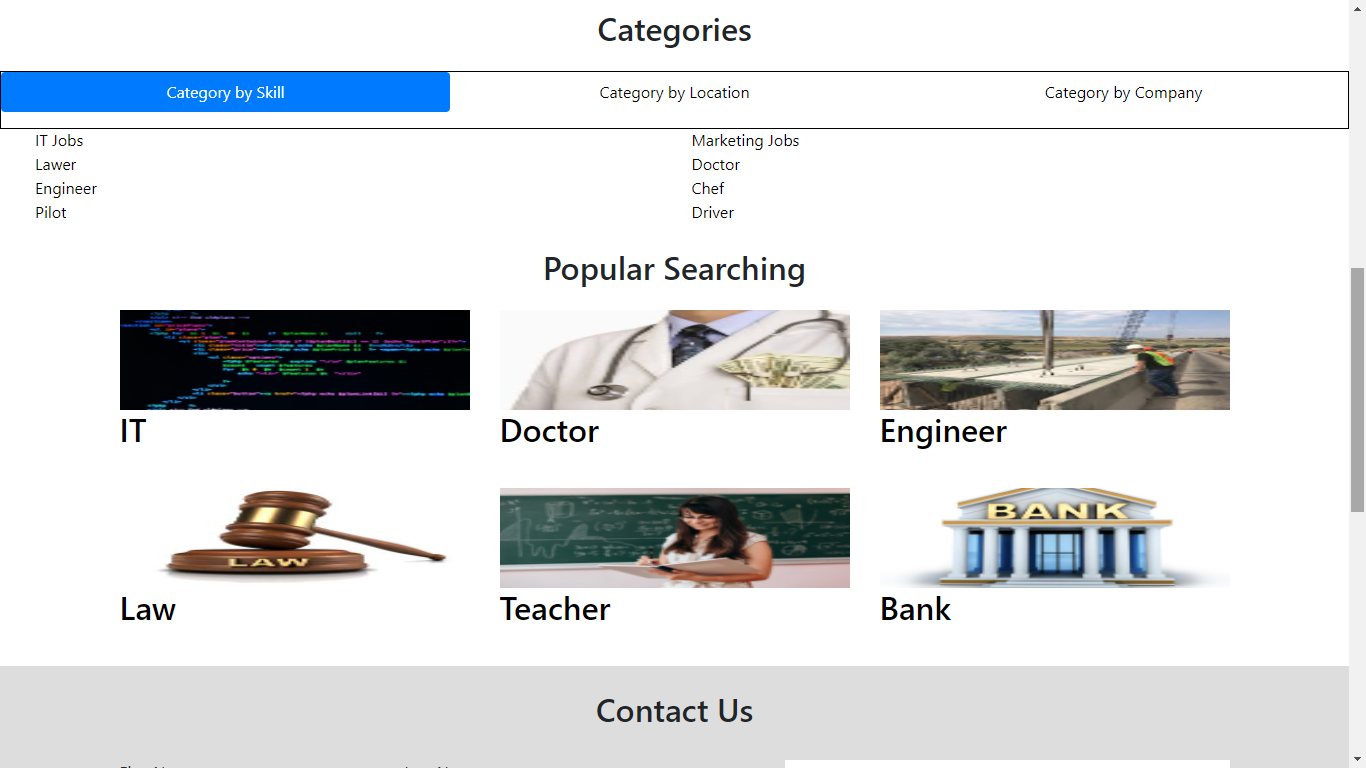 Categories
Category by Skill
Category by Location
Category by Company
IT Jobs
Marketing Jobs
Lawer
Doctor
Engineer
Chef
Pilot
Driver
Popular Searching
IT
Doctor
Engineer
LAW
BANK
Law
Teacher
Bank
Contact Us